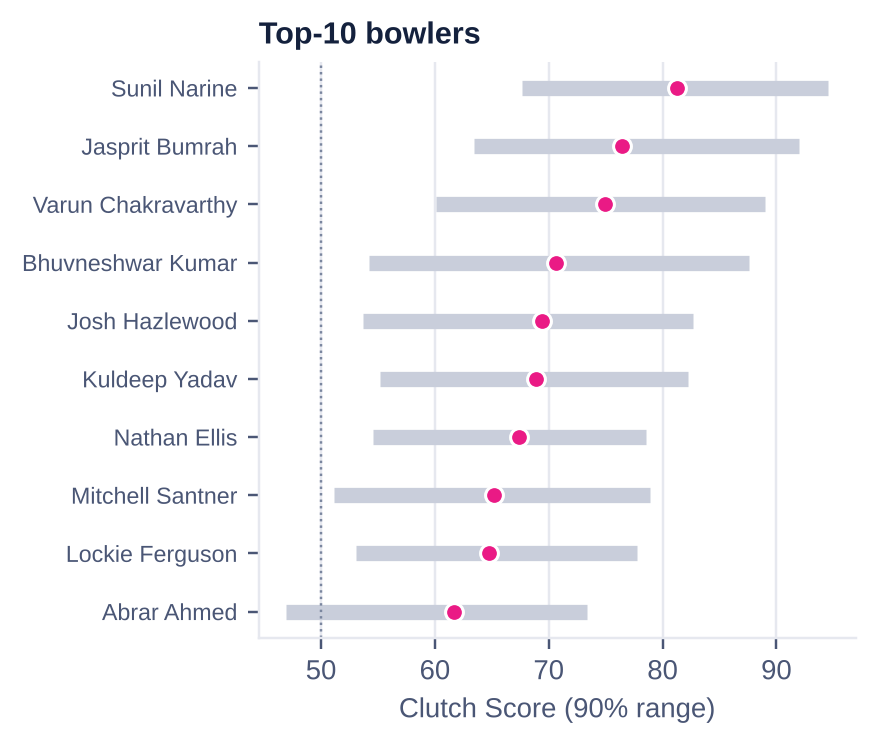 Top-10 bowlers
Sunil Narine
Jasprit Bumrah
Varun Chakravarthy
Bhuvneshwar Kumar
Josh Hazlewood
Kuldeep Yadav
Nathan Ellis
Mitchell Santner
Lockie Ferguson
Abrar Ahmed
50 60 70 80 90
Clutch Score (90% range)